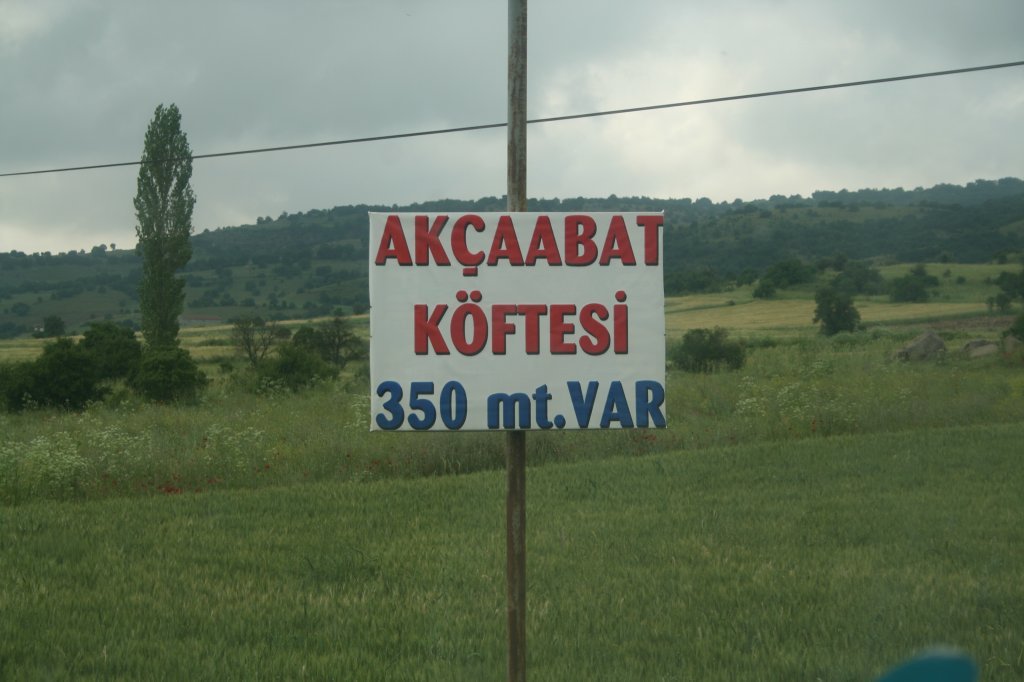 AKÇAABAT
KÖFTESİ
350 mt.VAR